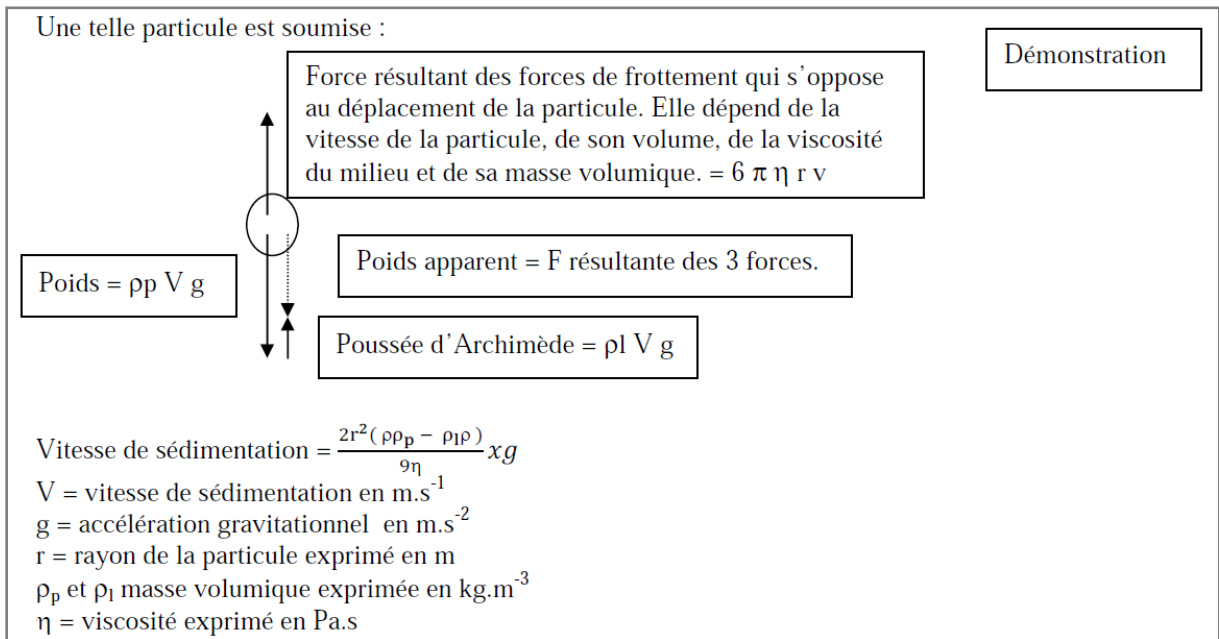 Une telle particule est soumise :
Démonstration
Force résultant des forces de frottement qui s'oppose
au déplacement de la particule. Elle dépend de la
vitesse de la particule, de son volume, de la viscosité
du milieu et de sa masse volumique. = 6 π η r v
Poids apparent = F résultante des 3 forces.
Poids = ρp V g
Poussée d'Archimède = ρl V g
Vitesse de sédimentation = \frac{2r²(ρρₚ − ρₗρ)}{9η} xg
V = vitesse de sédimentation en m.s⁻¹
g = accélération gravitationnel en m.s⁻²
r = rayon de la particule exprimé en m
ρₚ et ρₗ masse volumique exprimée en kg.m⁻³
η = viscosité exprimé en Pa.s